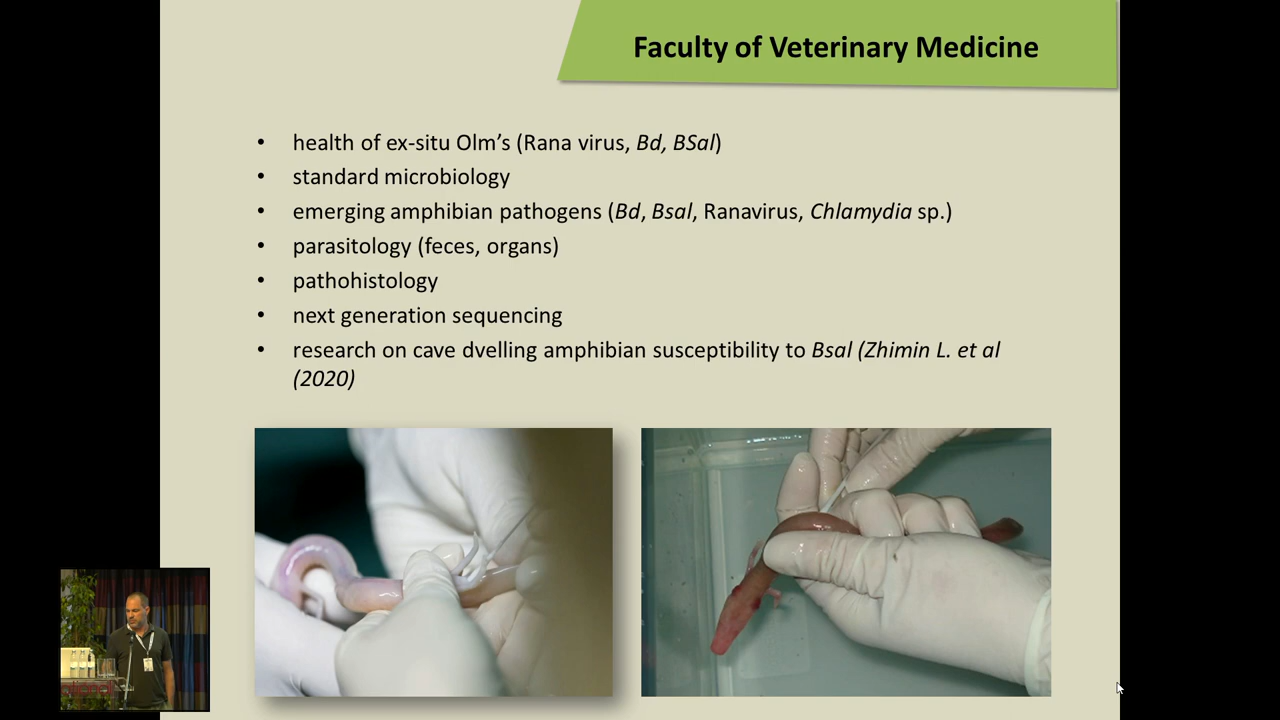 Faculty of Veterinary Medicine
• health of ex-situ Olm’s (Rana virus, Bd, BSal)
• standard microbiology
• emerging amphibian pathogens (Bd, Bsal, Ranavirus, Chlamydia sp.)
• parasitology (feces, organs)
• pathohistology
• next generation sequencing
• research on cave dvelling amphibian susceptibility to Bsal (Zhimin L. et al
(2020)